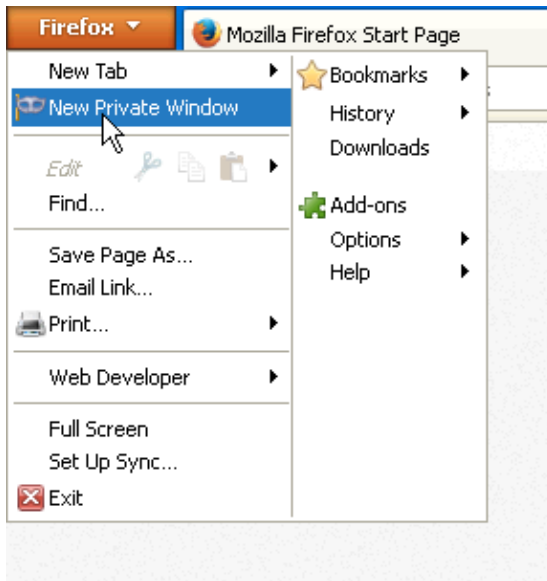 Firefox
Mozilla Firefox Start Page
New Tab
New Private Window
Edit
Find...
Save Page As...
Email Link...
Print...
Web Developer
Full Screen
Set Up Sync...
Exit
Bookmarks
History
Downloads
Add-ons
Options
Help